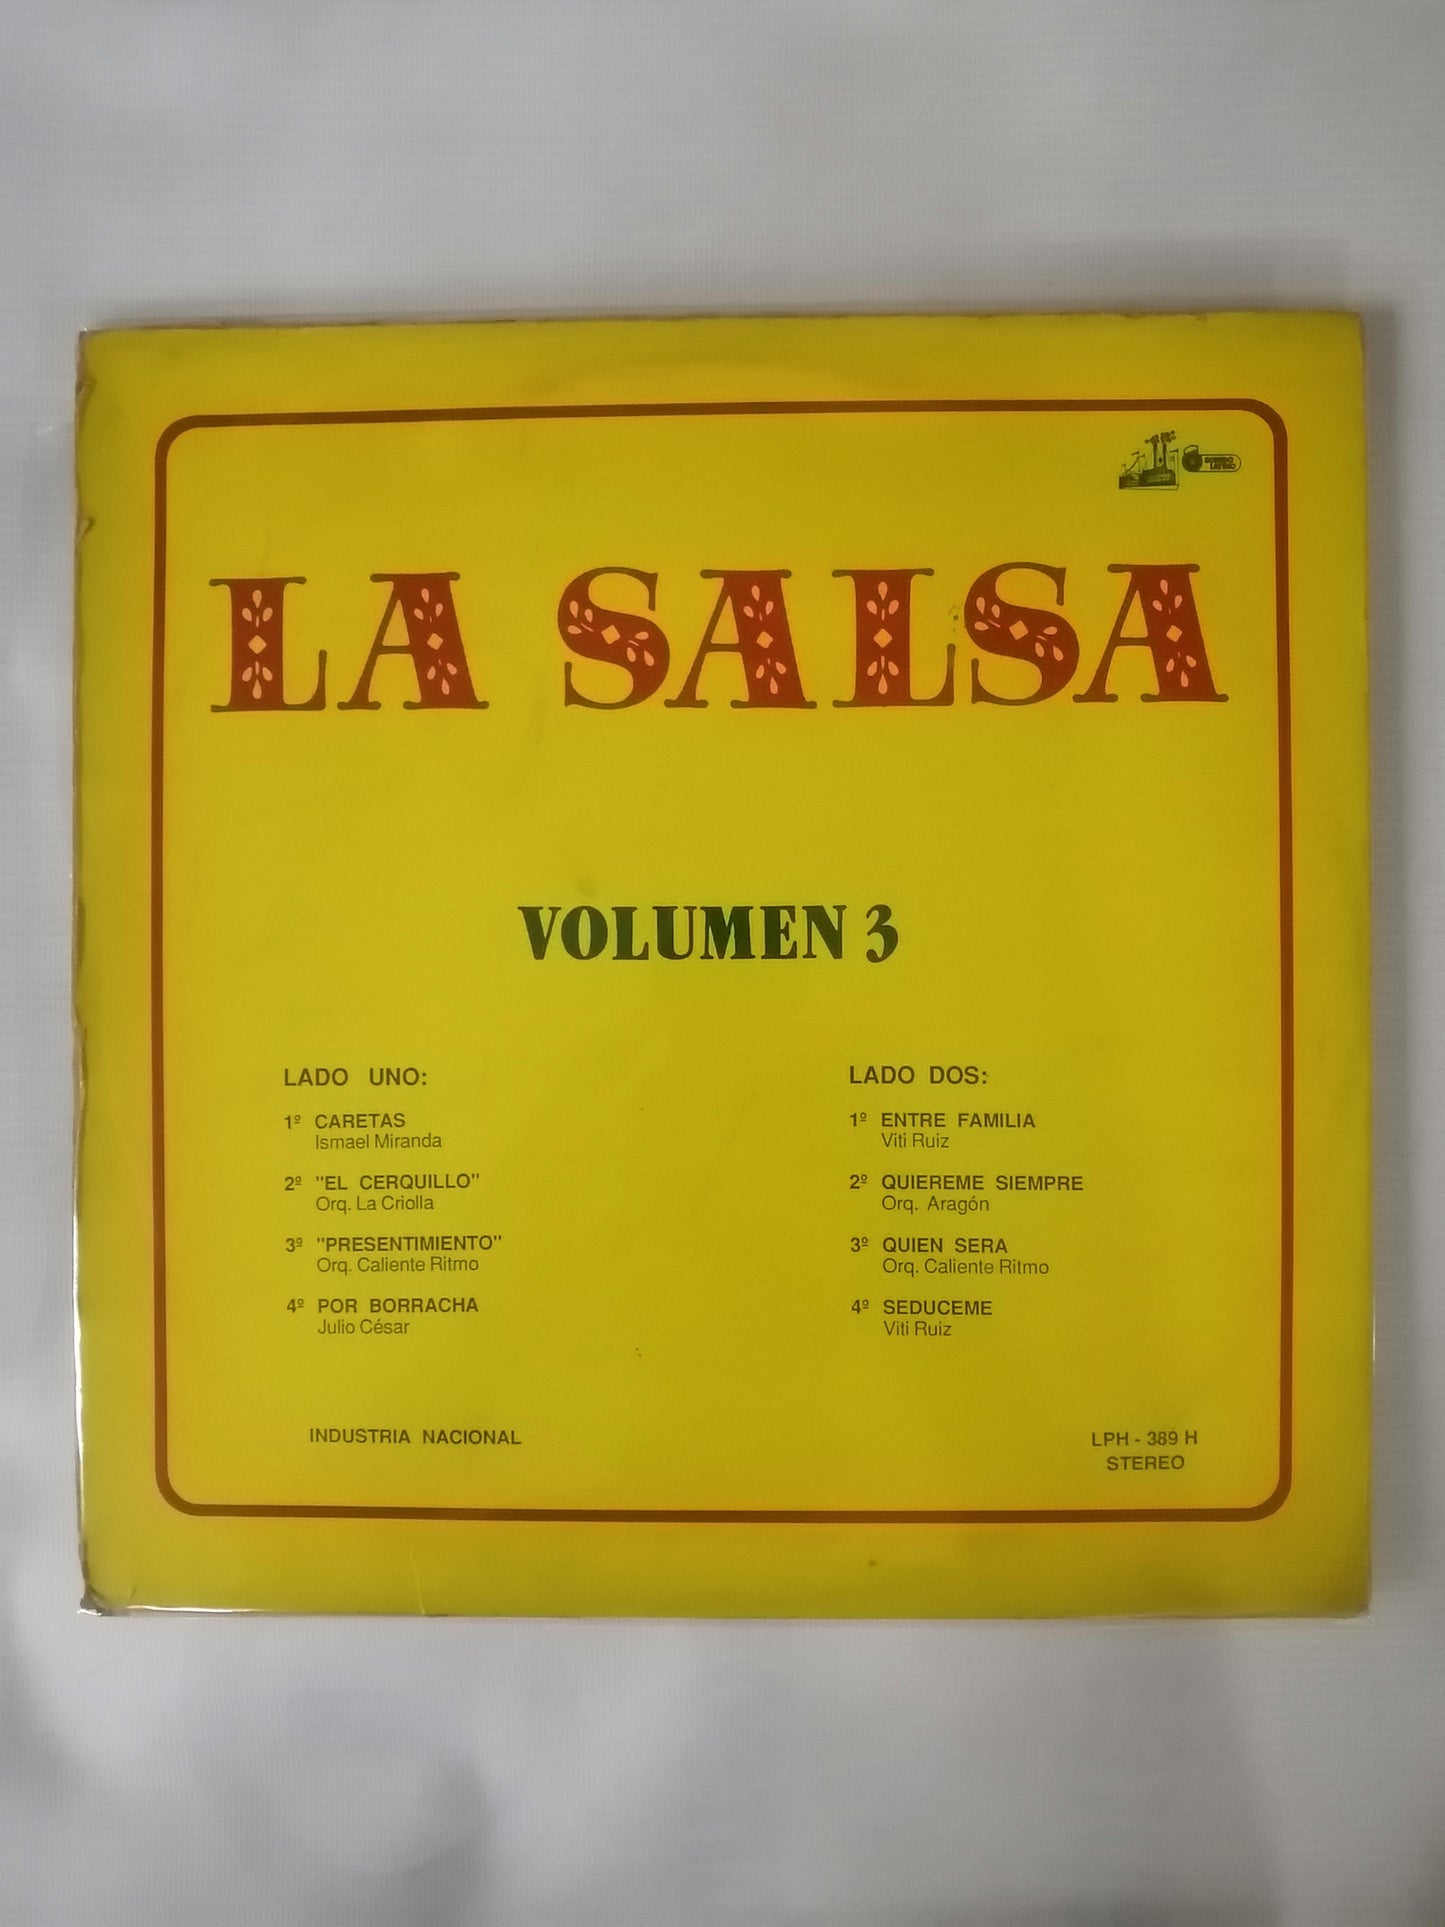 SONIDO
LATINO
LA SALSA
VOLUMEN 3
LADO UNO:
1º CARETAS
Ismael Miranda
2º "EL CERQUILLO"
Orq. La Criolla
3º "PRESENTIMIENTO"
Orq. Caliente Ritmo
4º POR BORRACHA
Julio César
LADO DOS:
1º ENTRE FAMILIA
Viti Ruiz
2º QUIEREME SIEMPRE
Orq. Aragón
3º QUIEN SERA
Orq. Caliente Ritmo
4º SEDUCEME
Viti Ruiz
INDUSTRIA NACIONAL
LPH - 389 H
STEREO